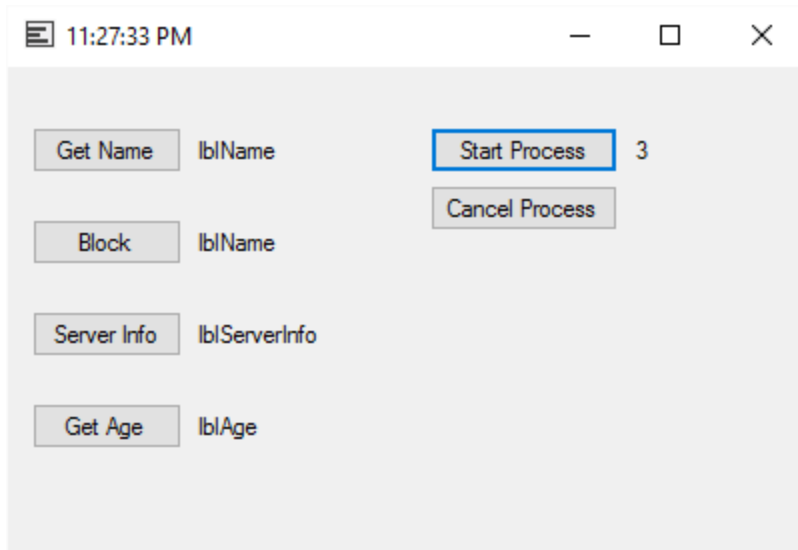 11:27:33 PM
Get Name lblName Start Process 3
Cancel Process
Block lblName
Server Info lblServerInfo
Get Age lblAge